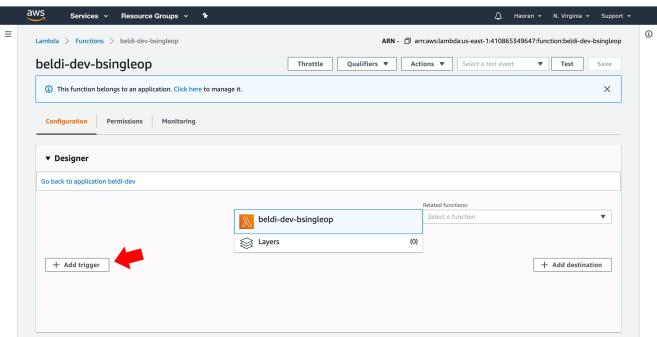 aws Services Resource Groups Haoran N. Virginia Support
Lambda > Functions > beldi-dev-bsingleop ARN - arn:aws:lambda:us-east-1:410865349647:function:beldi-dev-bsingleop
beldi-dev-bsingleop Throttle Qualifiers Actions Select a test event Test Save
This function belongs to an application. Click here to manage it.
Configuration Permissions Monitoring
Designer
Go back to application beldi-dev
Related functions:
beldi-dev-bsingleop Select a function
Layers (0)
+ Add trigger + Add destination